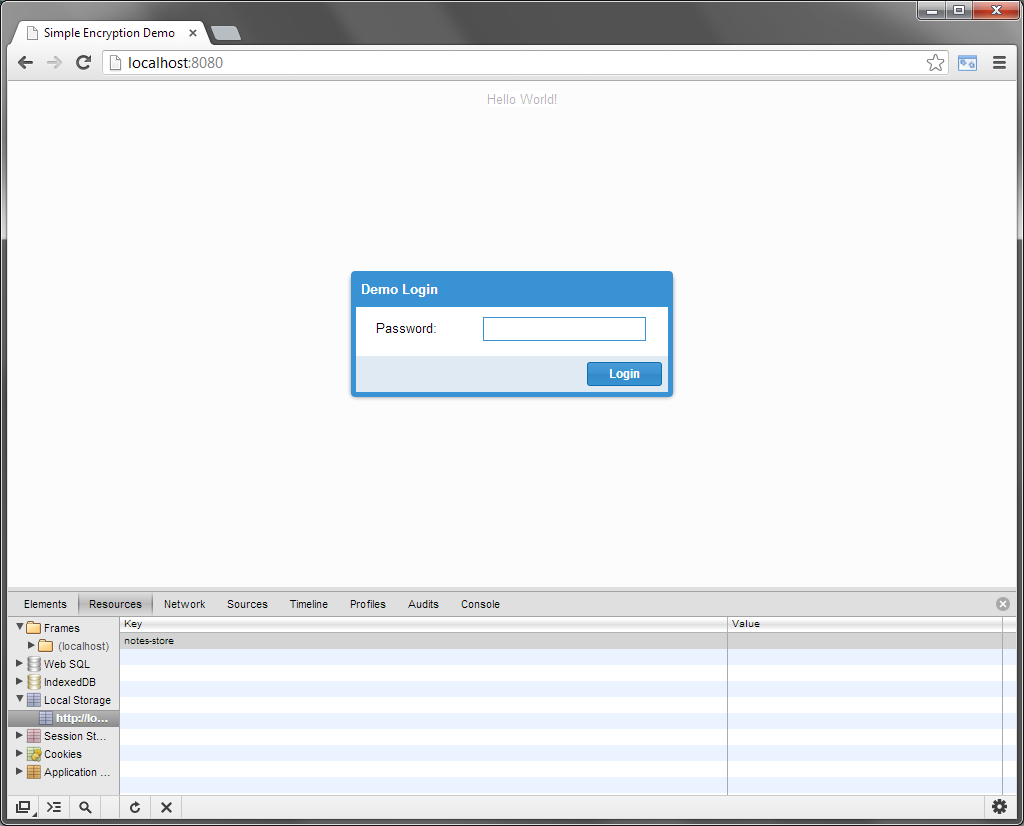 Simple Encryption Demo
localhost:8080
Hello World!
Demo Login
Password:
Login
Elements Resources Network Sources Timeline Profiles Audits Console
Frames
(localhost)
Web SQL
IndexedDB
Local Storage
http://lo...
Session St...
Cookies
Application ...
Key Value
notes-store